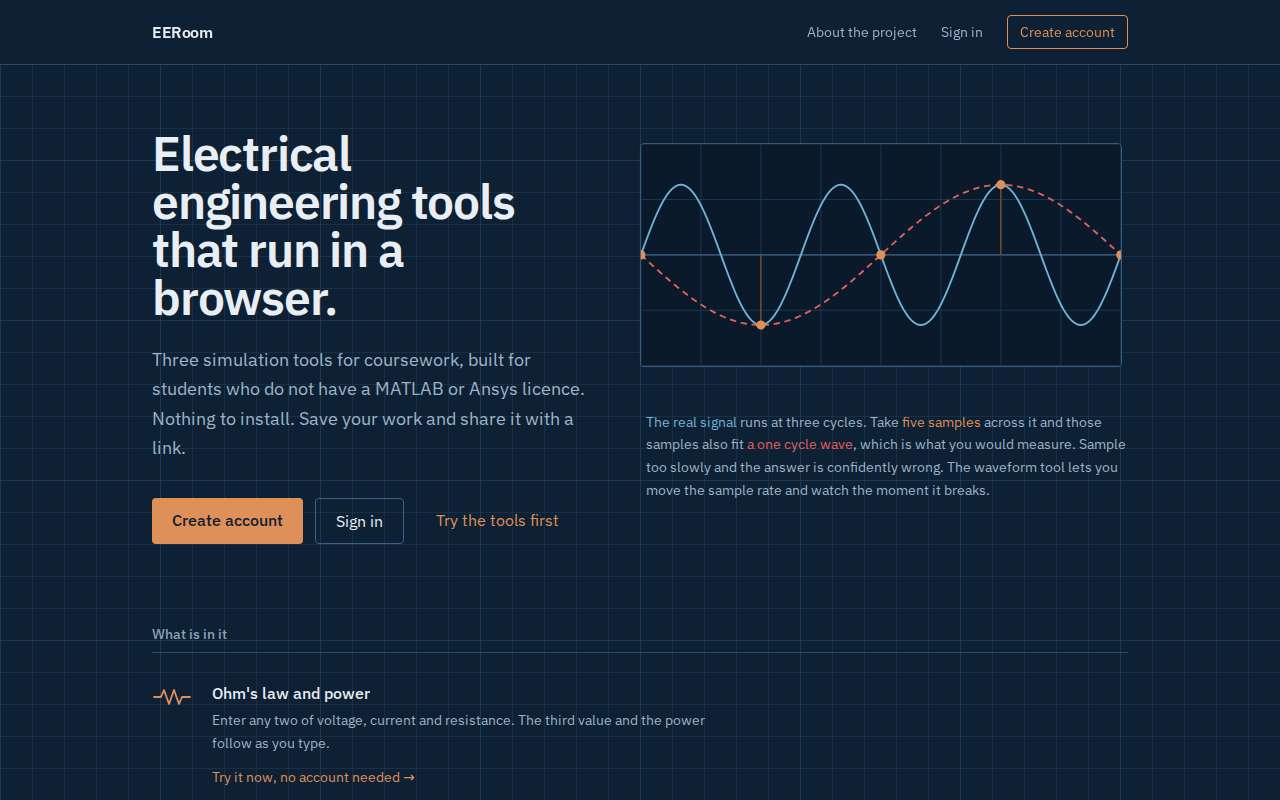 EERoom
About the project
Sign in
Create account
Electrical
engineering tools
that run in a
browser.
Three simulation tools for coursework, built for
students who do not have a MATLAB or Ansys licence.
Nothing to install. Save your work and share it with a
link.
Create account
Sign in
Try the tools first
The real signal runs at three cycles. Take five samples across it and those
samples also fit a one cycle wave, which is what you would measure. Sample
too slowly and the answer is confidently wrong. The waveform tool lets you
move the sample rate and watch the moment it breaks.
What is in it
Ohm's law and power
Enter any two of voltage, current and resistance. The third value and the power
follow as you type.
Try it now, no account needed →